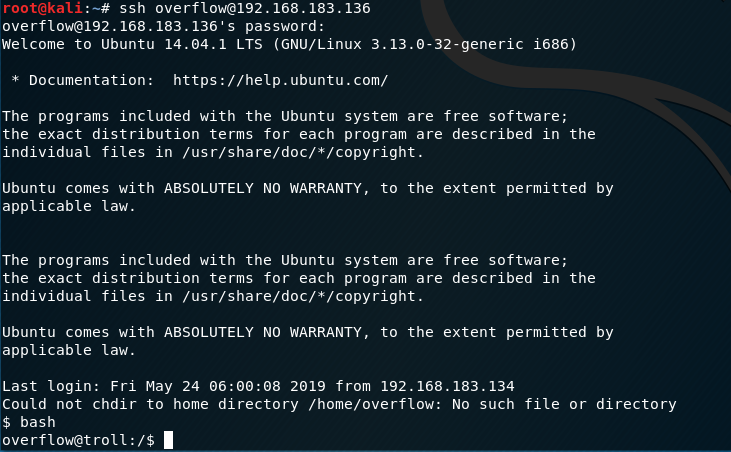 root@kali:~# ssh overflow@192.168.183.136
overflow@192.168.183.136's password:
Welcome to Ubuntu 14.04.1 LTS (GNU/Linux 3.13.0-32-generic i686)
* Documentation:  https://help.ubuntu.com/
The programs included with the Ubuntu system are free software;
the exact distribution terms for each program are described in the
individual files in /usr/share/doc/*/copyright.
Ubuntu comes with ABSOLUTELY NO WARRANTY, to the extent permitted by
applicable law.
The programs included with the Ubuntu system are free software;
the exact distribution terms for each program are described in the
individual files in /usr/share/doc/*/copyright.
Ubuntu comes with ABSOLUTELY NO WARRANTY, to the extent permitted by
applicable law.
Last login: Fri May 24 06:00:08 2019 from 192.168.183.134
Could not chdir to home directory /home/overflow: No such file or directory
$ bash
overflow@troll:/$